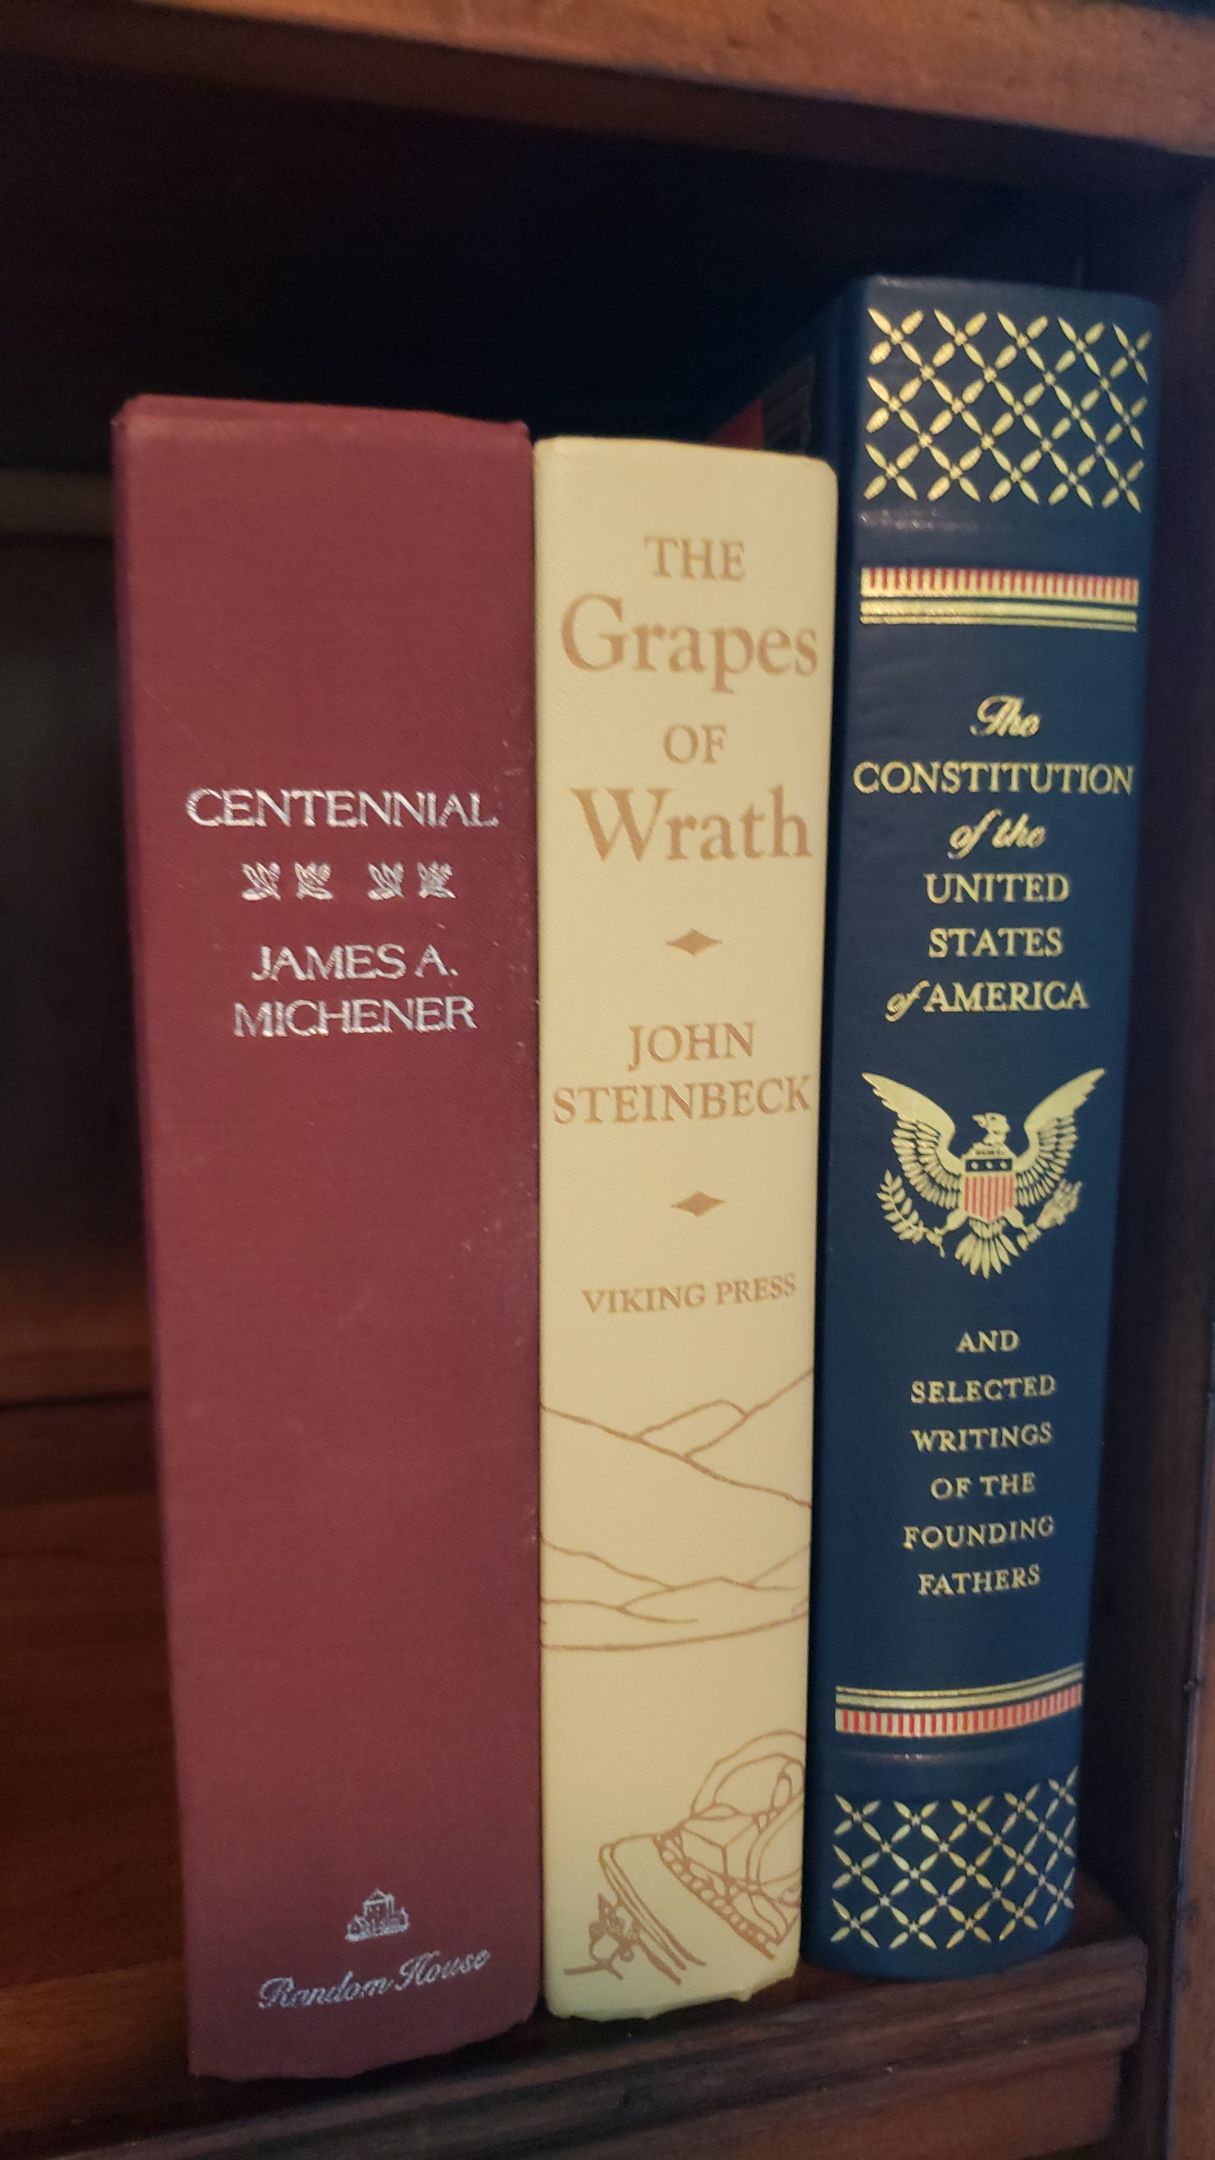 CENTENNIAL
JAMES A.
MICHENER
Random House
THE
Grapes
OF
Wrath
JOHN
STEINBECK
VIKING PRESS
The
CONSTITUTION
of the
UNITED
STATES
of AMERICA
AND
SELECTED
WRITINGS
OF THE
FOUNDING
FATHERS